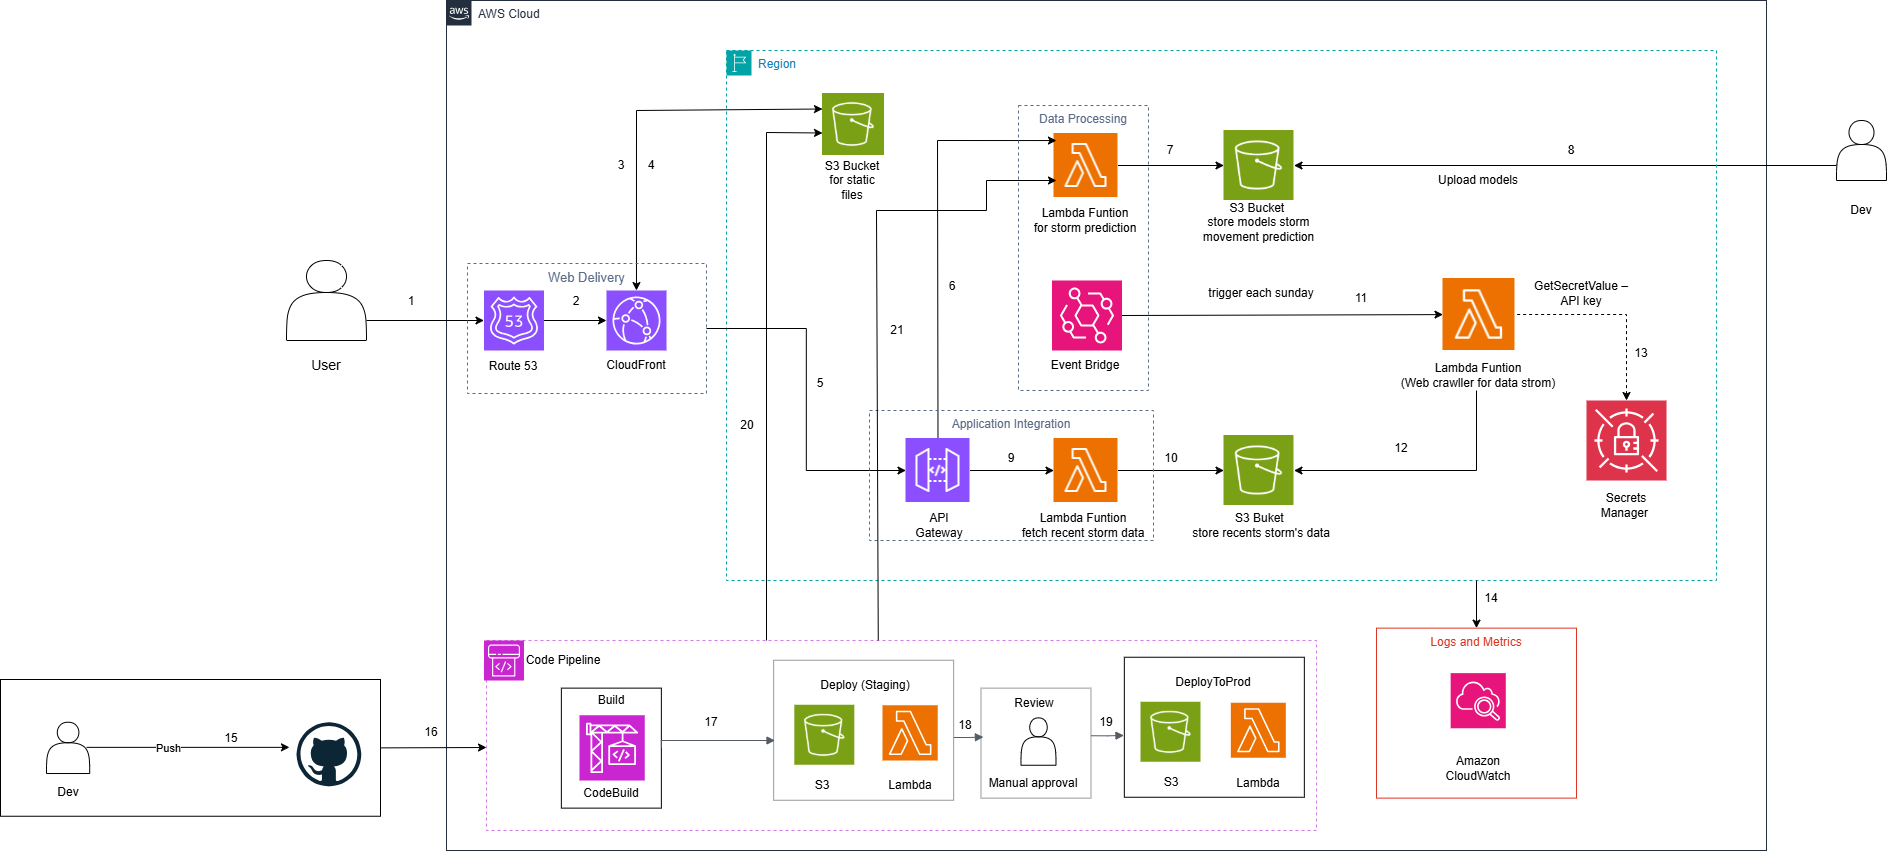 aws
AWS Cloud
Region
S3 Bucket
for static
files
Data Processing
Lambda Funtion
for storm prediction
7
S3 Bucket
store models storm
movement prediction
8
Upload models
Dev
3
4
Web Delivery
User
1
53
Route 53
2
CloudFront
6
21
5
20
Event Bridge
trigger each sunday
11
Lambda Funtion
(Web crawller for data strom)
GetSecretValue –
API key
13
Secrets
Manager
12
Application Integration
API
Gateway
9
Lambda Funtion
fetch recent storm data
10
S3 Buket
store recents storm's data
14
Logs and Metrics
Amazon
CloudWatch
Dev
Push
15
16
Code Pipeline
Build
CodeBuild
17
Deploy (Staging)
S3
Lambda
18
Review
Manual approval
19
DeployToProd
S3
Lambda